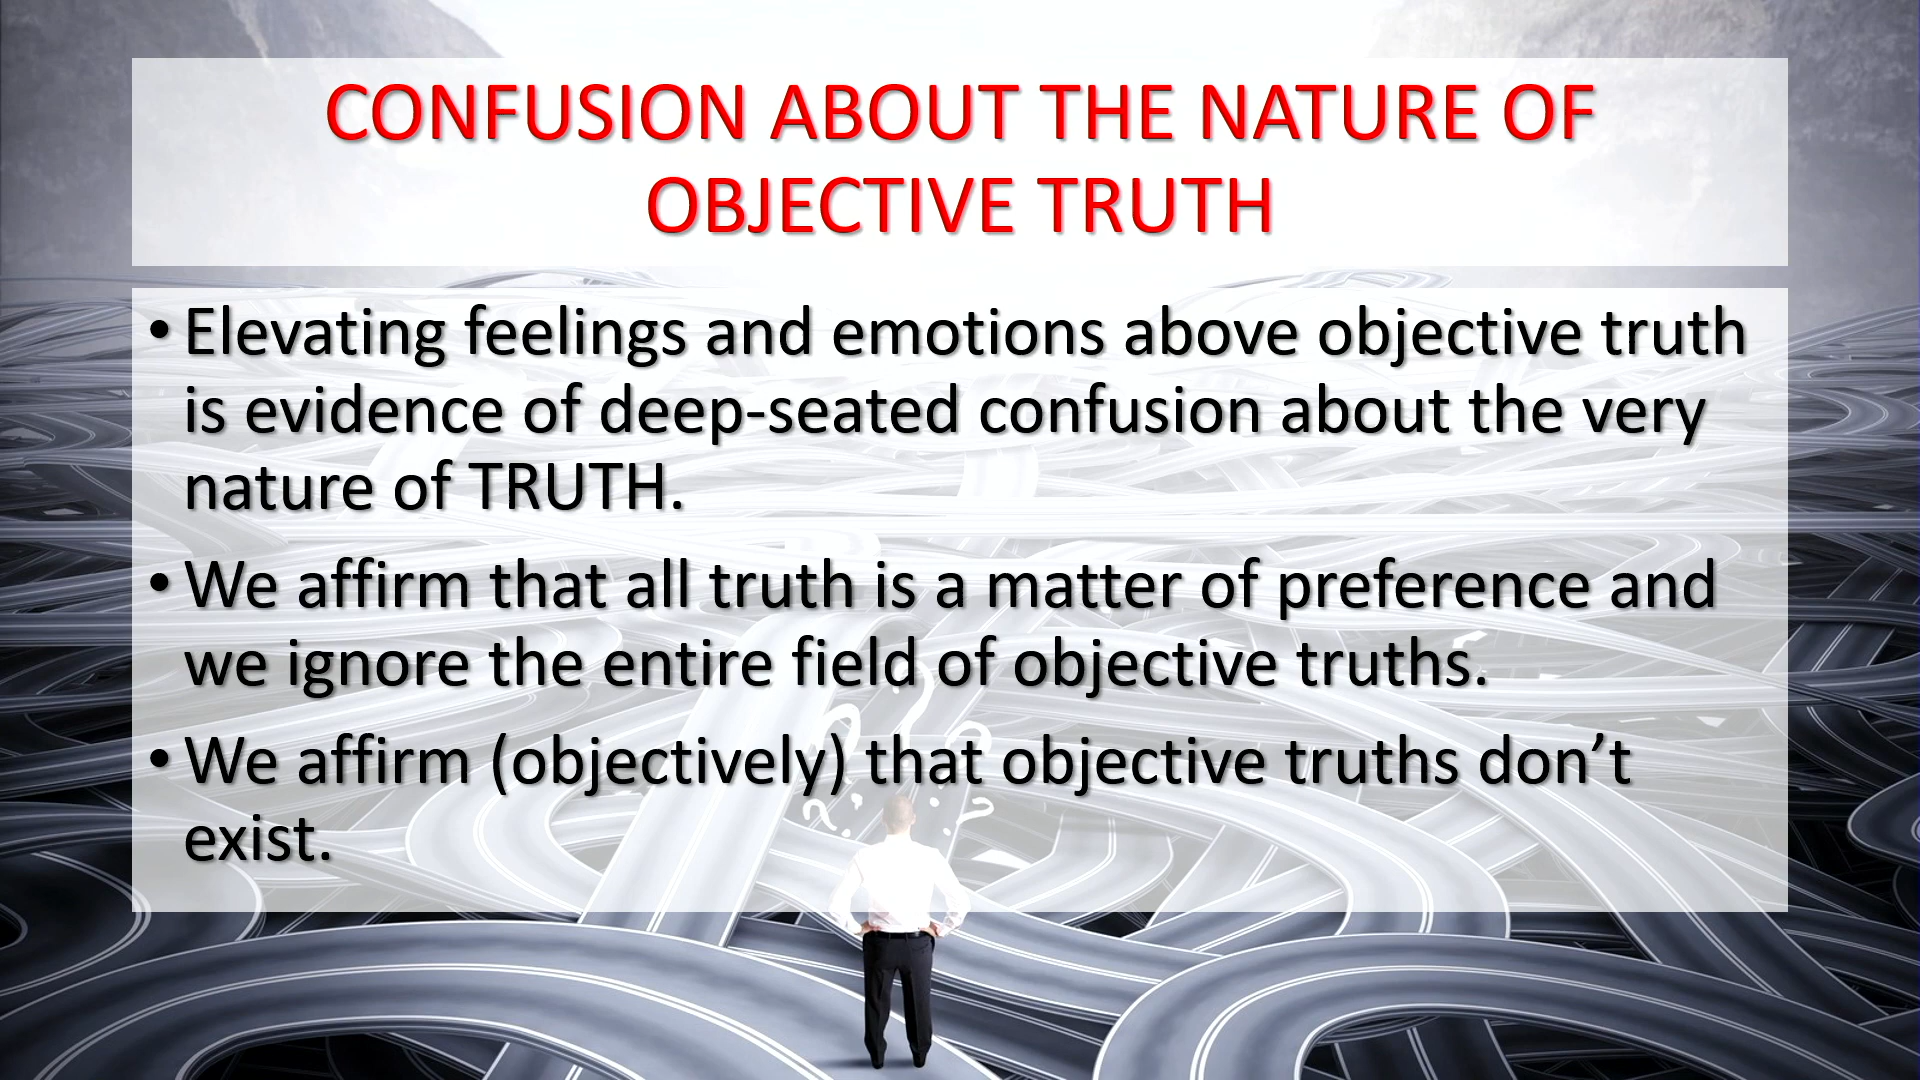 CONFUSION ABOUT THE NATURE OF
OBJECTIVE TRUTH
• Elevating feelings and emotions above objective truth
is evidence of deep-seated confusion about the very
nature of TRUTH.
• We affirm that all truth is a matter of preference and
we ignore the entire field of objective truths.
• We affirm (objectively) that objective truths don’t
exist.